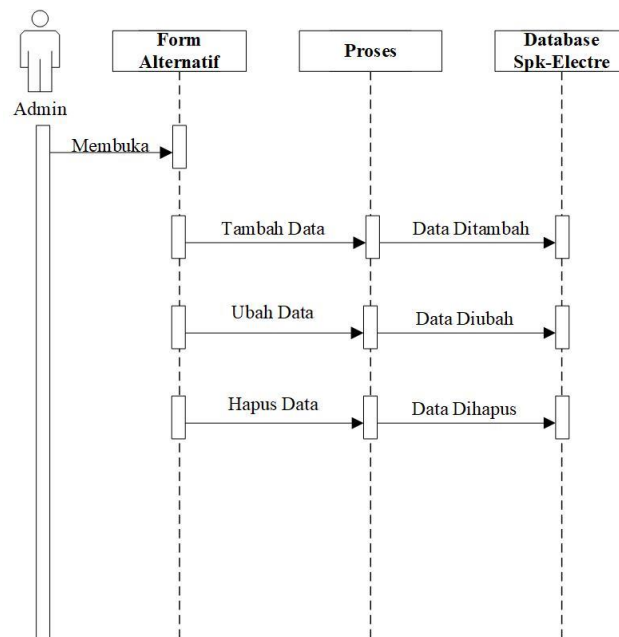 Form
Alternatif
Proses
Database
Spk-Electre
Admin
Membuka
Tambah Data
Data Ditambah
Ubah Data
Data Diubah
Hapus Data
Data Dihapus